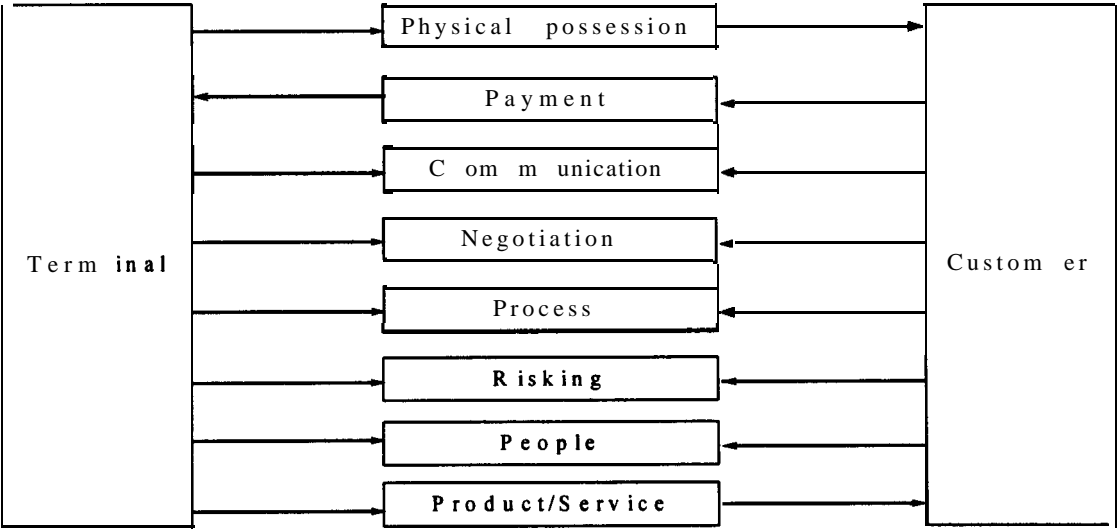 Physical possession
Payment
Communication
Negotiation
Terminal
Customer
Process
Risking
People
Product/Service